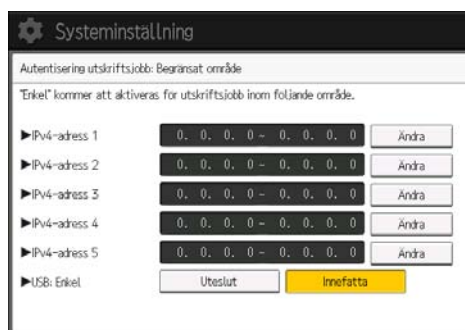 Systeminställning
Autentisering utskriftsjobb: Begränsat område
"Enkel" kommer att aktiveras för utskriftsjobb inom följande område.
▶IPv4-adress 1 0. 0. 0. 0 - 0. 0. 0. 0 Ändra
▶IPv4-adress 2 0. 0. 0. 0 - 0. 0. 0. 0 Ändra
▶IPv4-adress 3 0. 0. 0. 0 - 0. 0. 0. 0 Ändra
▶IPv4-adress 4 0. 0. 0. 0 - 0. 0. 0. 0 Ändra
▶IPv4-adress 5 0. 0. 0. 0 - 0. 0. 0. 0 Ändra
▶USB: Enkel Uteslut Innefatta